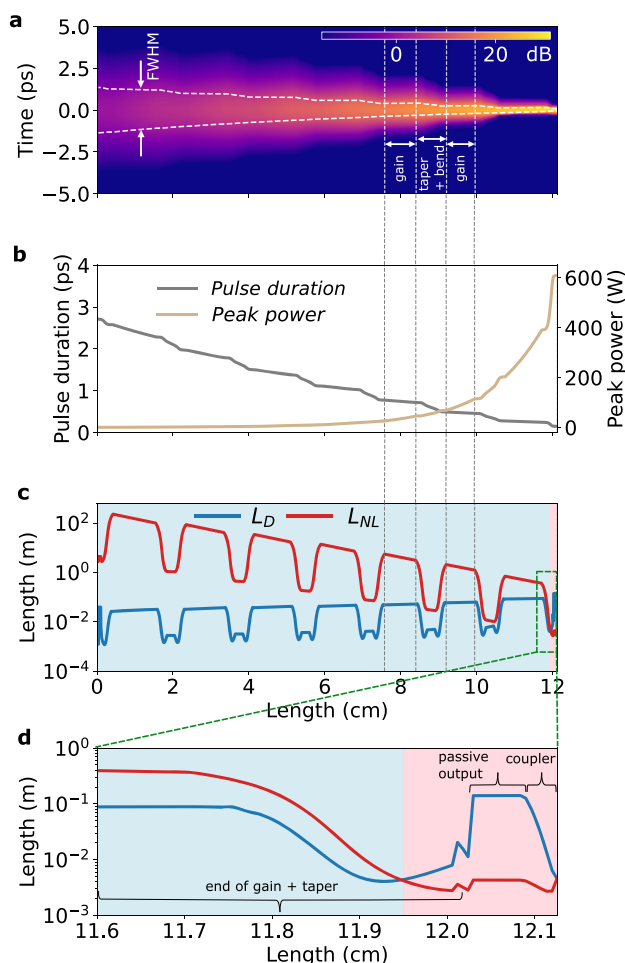 a
5.0
2.5
0.0
−2.5
−5.0
Time (ps)
FWHM
0
20
dB
gain
taper
+ bend
gain
b
4
3
2
1
0
Pulse duration (ps)
Pulse duration
Peak power
600
400
200
0
Peak power (W)
c
10²
10⁰
10⁻²
10⁻⁴
Length (m)
L_D
L_NL
0
2
4
6
8
10
12
Length (cm)
d
10⁰
10⁻¹
10⁻²
10⁻³
Length (m)
passive
output
coupler
end of gain + taper
11.6
11.7
11.8
11.9
12.0
12.1
Length (cm)